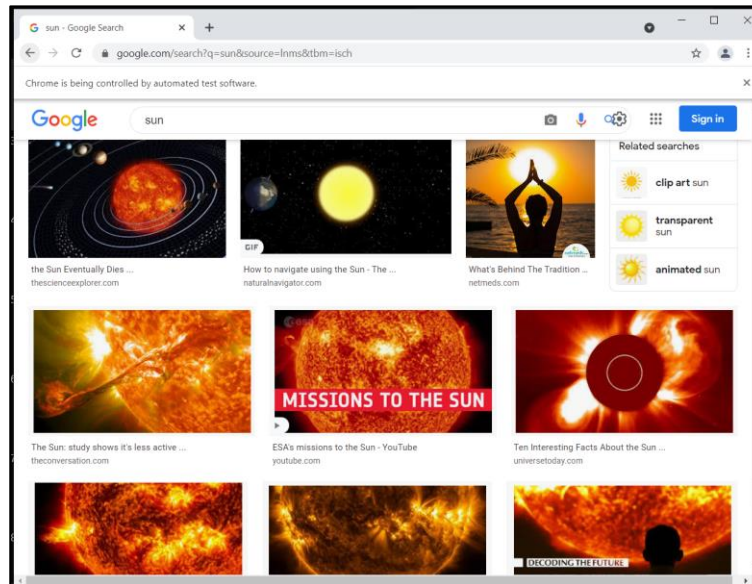 sun - Google Search
google.com/search?q=sun&source=lnms&tbm=isch
Chrome is being controlled by automated test software.
Google
sun
Sign in
Related searches
clip art sun
transparent
sun
animated sun
GIF
the Sun Eventually Dies ...
thescienceexplorer.com
How to navigate using the Sun - The ...
naturalnavigator.com
What's Behind The Tradition ...
netmeds.com
MISSIONS TO THE SUN
The Sun: study shows it's less active ...
theconversation.com
ESA's missions to the Sun - YouTube
youtube.com
Ten Interesting Facts About the Sun ...
universetoday.com
DECODING THE FUTURE